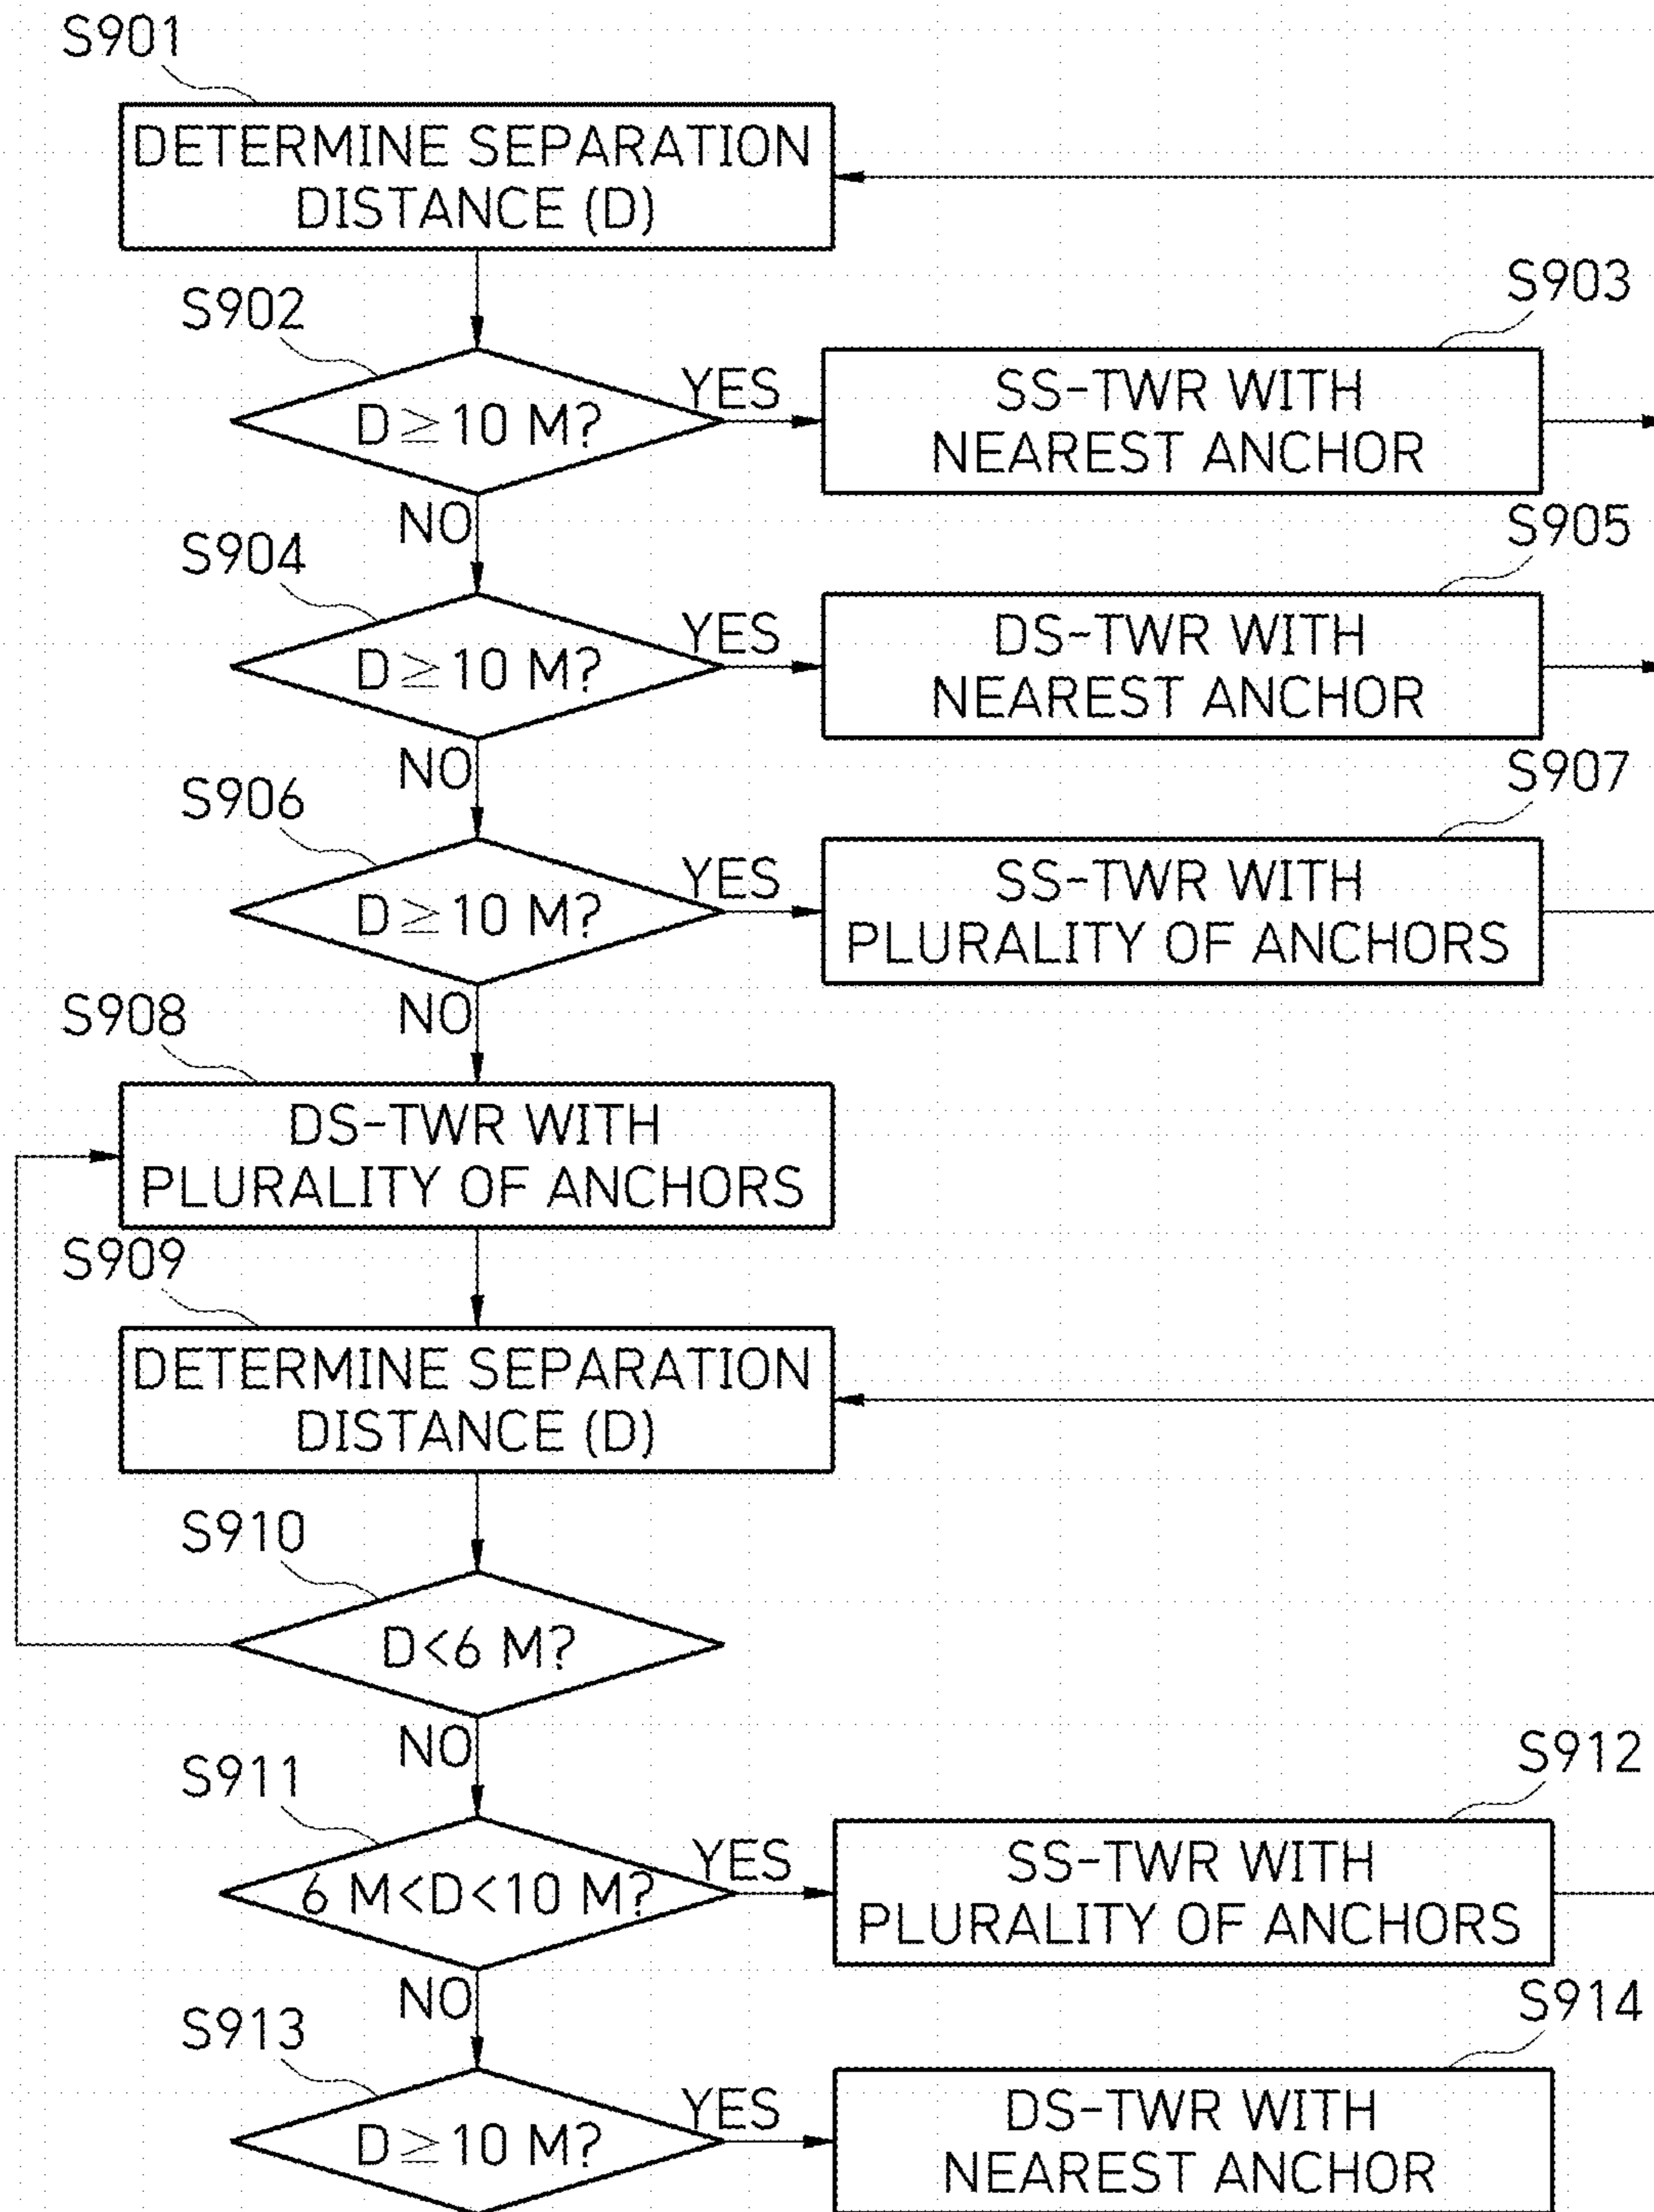 S901
DETERMINE SEPARATION
DISTANCE (D)
S902
D ≧ 10 M?
YES
S903
SS-TWR WITH
NEAREST ANCHOR
NO
S904
D ≧ 10 M?
YES
S905
DS-TWR WITH
NEAREST ANCHOR
NO
S906
D ≧ 10 M?
YES
S907
SS-TWR WITH
PLURALITY OF ANCHORS
NO
S908
DS-TWR WITH
PLURALITY OF ANCHORS
S909
DETERMINE SEPARATION
DISTANCE (D)
S910
D<6 M?
NO
S911
6 M<D<10 M?
YES
S912
SS-TWR WITH
PLURALITY OF ANCHORS
NO
S913
D ≧ 10 M?
YES
S914
DS-TWR WITH
NEAREST ANCHOR